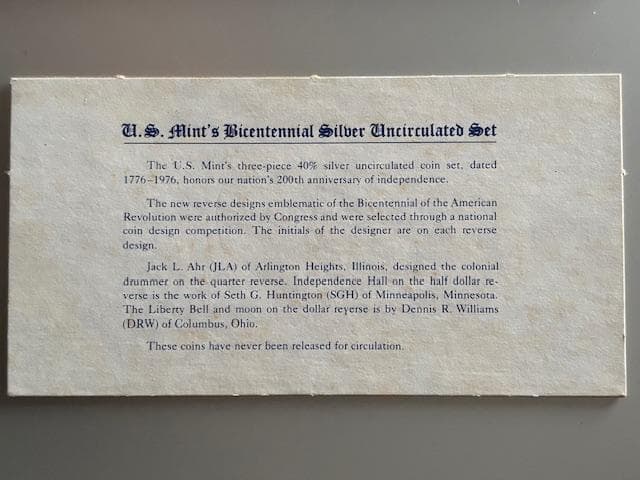 U.S. Mint's Bicentennial Silver Uncirculated Set
The U.S. Mint's three-piece 40% silver uncirculated coin set, dated
1776–1976, honors our nation's 200th anniversary of independence.
The new reverse designs emblematic of the Bicentennial of the American
Revolution were authorized by Congress and were selected through a national
coin design competition. The initials of the designer are on each reverse
design.
Jack L. Ahr (JLA) of Arlington Heights, Illinois, designed the colonial
drummer on the quarter reverse. Independence Hall on the half dollar re-
verse is the work of Seth G. Huntington (SGH) of Minneapolis, Minnesota.
The Liberty Bell and moon on the dollar reverse is by Dennis R. Williams
(DRW) of Columbus, Ohio.
These coins have never been released for circulation.